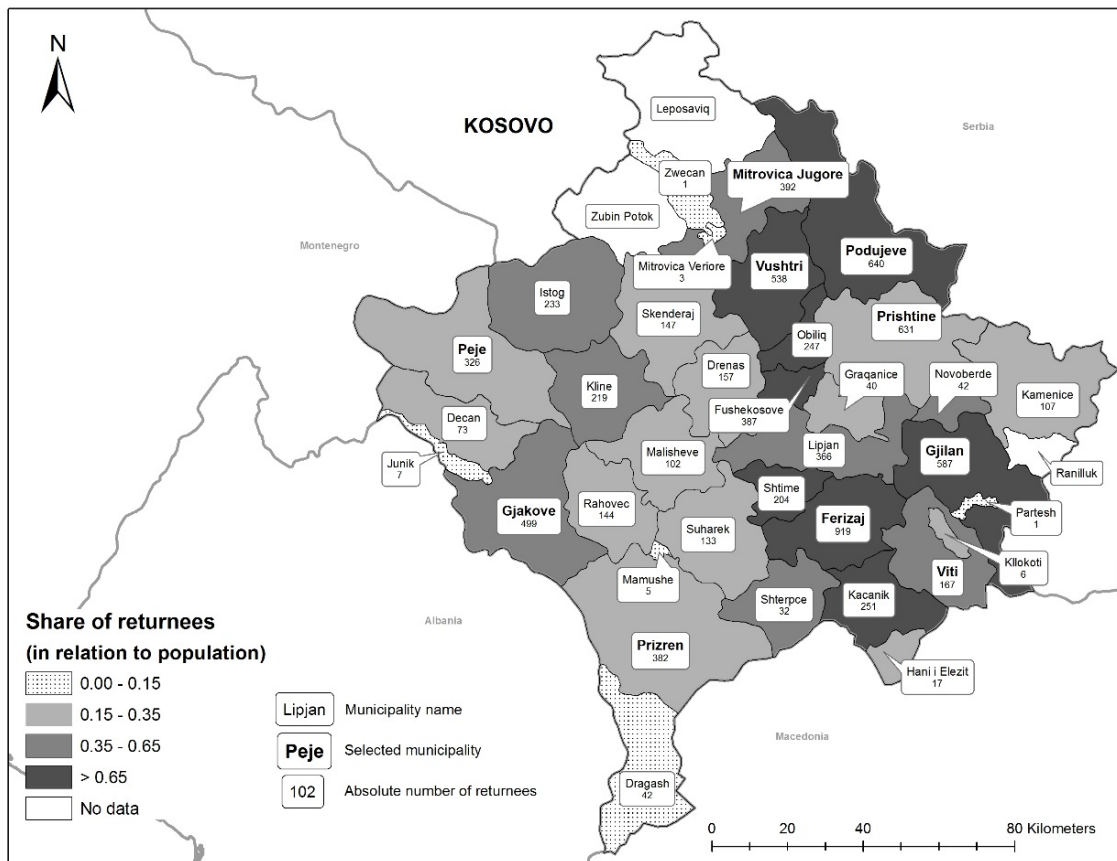 N
KOSOVO
Serbia
Montenegro
Albania
Macedonia
Leposaviq
Zwecan
1
Zubin Potok
Mitrovica Jugore
392
Mitrovica Veriore
3
Podujeve
640
Vushtri
538
Istog
233
Skenderaj
147
Prishtine
631
Obiliq
247
Peje
326
Drenas
157
Graqanice
40
Novoberde
42
Kamenice
107
Kline
219
Fushekosove
387
Decan
73
Lipjan
366
Malisheve
102
Gjilan
587
Ranilluk
Junik
7
Shtime
204
Gjakove
499
Rahovec
144
Ferizaj
919
Partesh
1
Suharek
133
Kllokoti
6
Viti
167
Mamushe
5
Shterpce
32
Kacanik
251
Prizren
382
Hani i Elezit
17
Dragash
42
Share of returnees
(in relation to population)
0.00 - 0.15
0.15 - 0.35
0.35 - 0.65
> 0.65
No data
Lipjan Municipality name
Peje Selected municipality
102 Absolute number of returnees
0 20 40 60 80 Kilometers